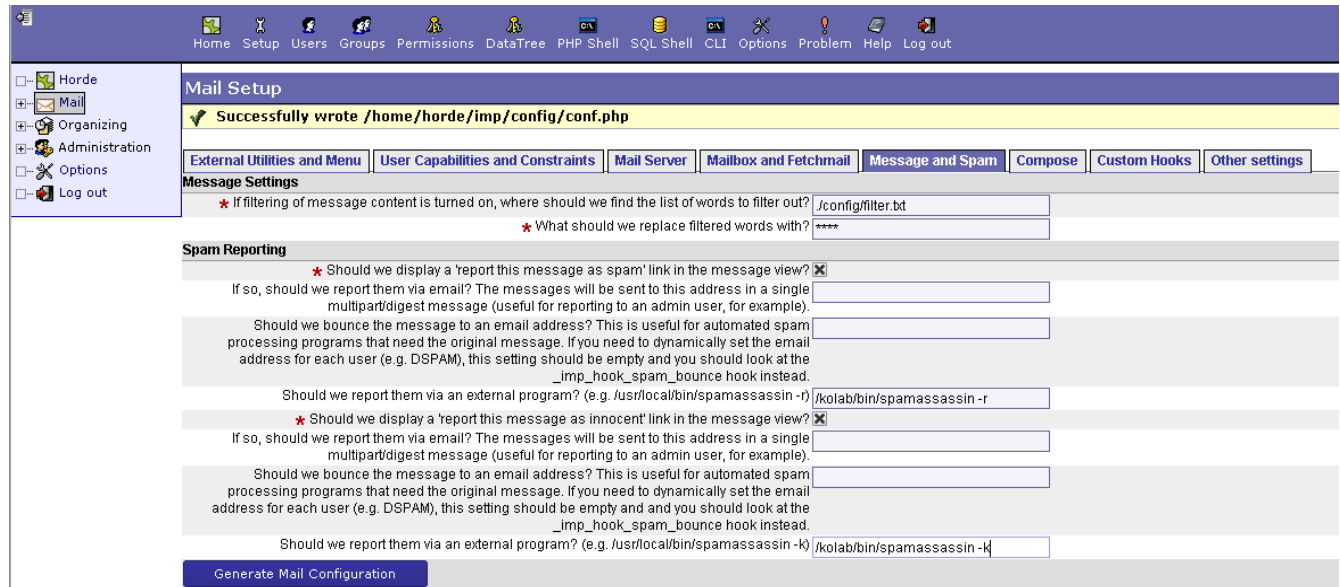 Home Setup Users Groups Permissions DataTree PHP Shell SQL Shell CLI Options Problem Help Log out
Horde
Mail
Organizing
Administration
Options
Log out
Mail Setup
Successfully wrote /home/horde/imp/config/conf.php
External Utilities and Menu User Capabilities and Constraints Mail Server Mailbox and Fetchmail Message and Spam Compose Custom Hooks Other settings
Message Settings
* If filtering of message content is turned on, where should we find the list of words to filter out? ./config/filter.txt
* What should we replace filtered words with? ****
Spam Reporting
* Should we display a 'report this message as spam' link in the message view?
If so, should we report them via email? The messages will be sent to this address in a single
multipart/digest message (useful for reporting to an admin user, for example).
Should we bounce the message to an email address? This is useful for automated spam
processing programs that need the original message. If you need to dynamically set the email
address for each user (e.g. DSPAM), this setting should be empty and you should look at the
_imp_hook_spam_bounce hook instead.
Should we report them via an external program? (e.g. /usr/local/bin/spamassassin -r) /kolab/bin/spamassassin -r
* Should we display a 'report this message as innocent' link in the message view?
If so, should we report them via email? The messages will be sent to this address in a single
multipart/digest message (useful for reporting to an admin user, for example).
Should we bounce the message to an email address? This is useful for automated spam
processing programs that need the original message. If you need to dynamically set the email
address for each user (e.g. DSPAM), this setting should be empty and and you should look at the
_imp_hook_spam_bounce hook instead.
Should we report them via an external program? (e.g. /usr/local/bin/spamassassin -k) /kolab/bin/spamassassin -k
Generate Mail Configuration